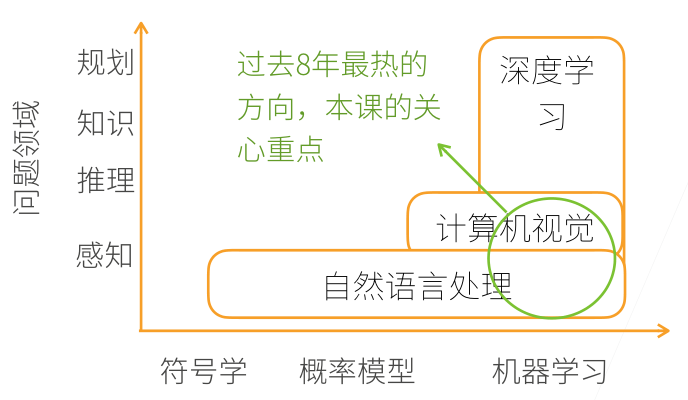 问题领域
规划
知识
推理
感知
过去8年最热的
方向，本课的关
心重点
深度学
习
计算机视觉
自然语言处理
符号学
概率模型
机器学习